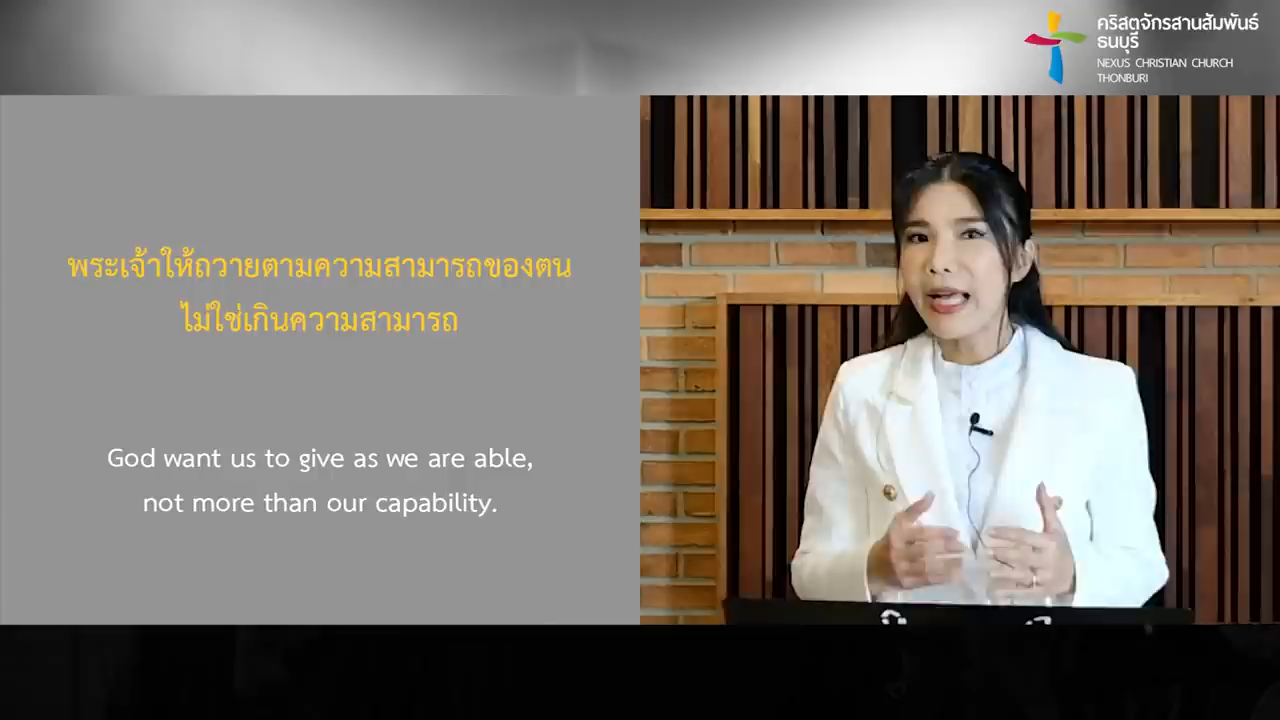 คริสตจักรสานสัมพันธ์
ธนบุรี
NEXUS CHRISTIAN CHURCH
THONBURI
พระเจ้าให้ถวายตามความสามารถของตน
ไม่ใช่เกินความสามารถ
God want us to give as we are able,
not more than our capability.